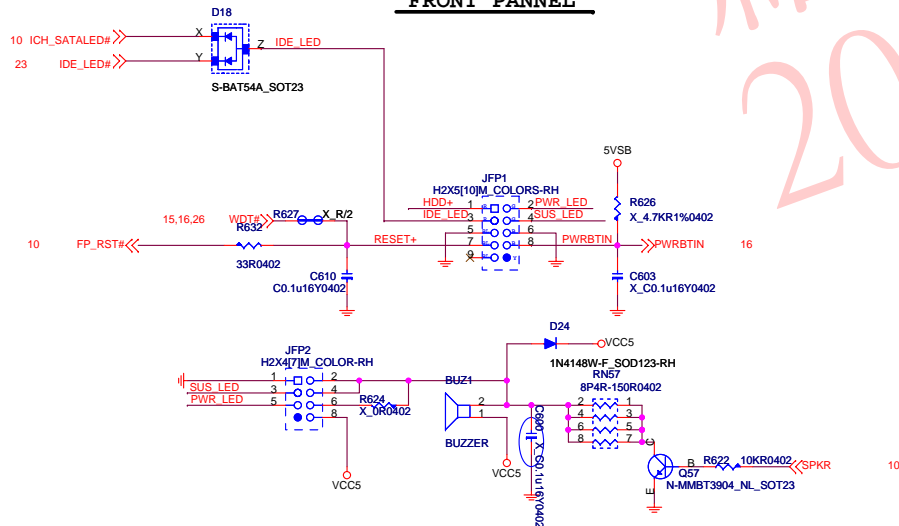 FRONT PANNEL
D18
10 ICH_SATALED# X
Z IDE_LED
23 IDE_LED# Y
S-BAT54A_SOT23
5VSB
JFP1
H2X5[10]M_COLORS-RH
HDD+ 1 2 PWR_LED
IDE_LED 3 4 SUS_LED
5 6
RESET+ 7 8 PWRBTIN
9
R626
X_4.7KR1%0402
15,16,26 WDT# R627 X_R/2
R632
10 FP_RST#
33R0402
PWRBTIN 16
C610
C0.1u16Y0402
C603
X_C0.1u16Y0402
D24
VCC5
1N4148W-F_SOD123-RH
JFP2
H2X4[7]M_COLOR-RH
1 2
SUS_LED 3 4
PWR_LED 5 6
8
R624
X_0R0402
VCC5
BUZ1
2
1
BUZZER
VCC5
C600 X_C0.1u16Y0402
RN57
8P4R-150R0402
2 1
4 3
6 5
8 7
C
B
E
Q57
N-MMBT3904_NL_SOT23
R622 10KR0402
SPKR 10
20